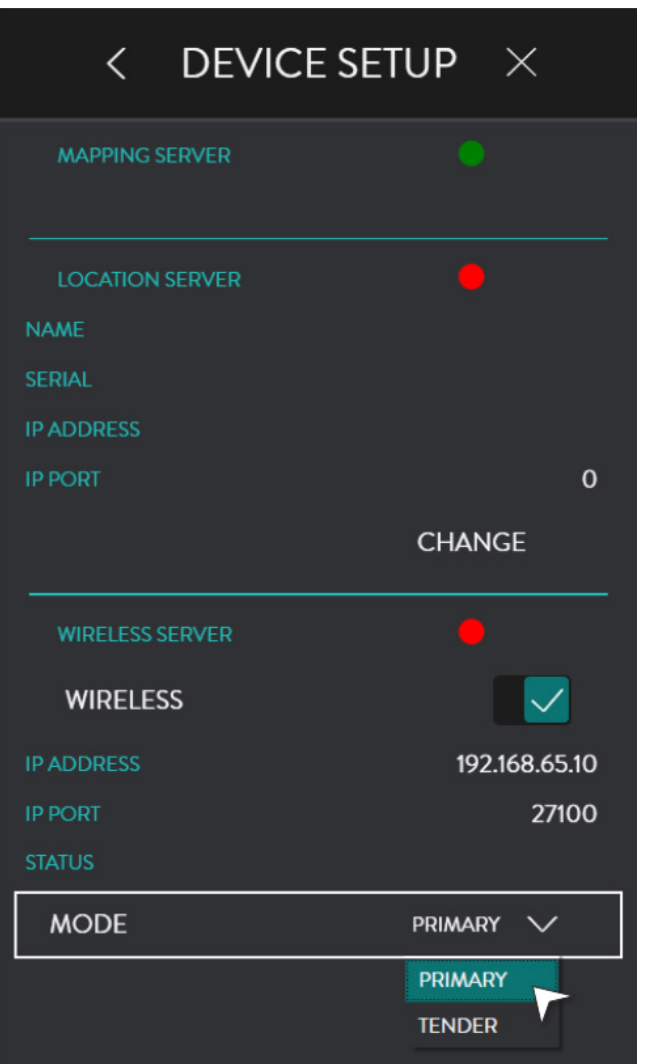 DEVICE SETUP
MAPPING SERVER
LOCATION SERVER
NAME
SERIAL
IP ADDRESS
IP PORT 0
CHANGE
WIRELESS SERVER
WIRELESS
IP ADDRESS 192.168.65.10
IP PORT 27100
STATUS
MODE PRIMARY
PRIMARY
TENDER